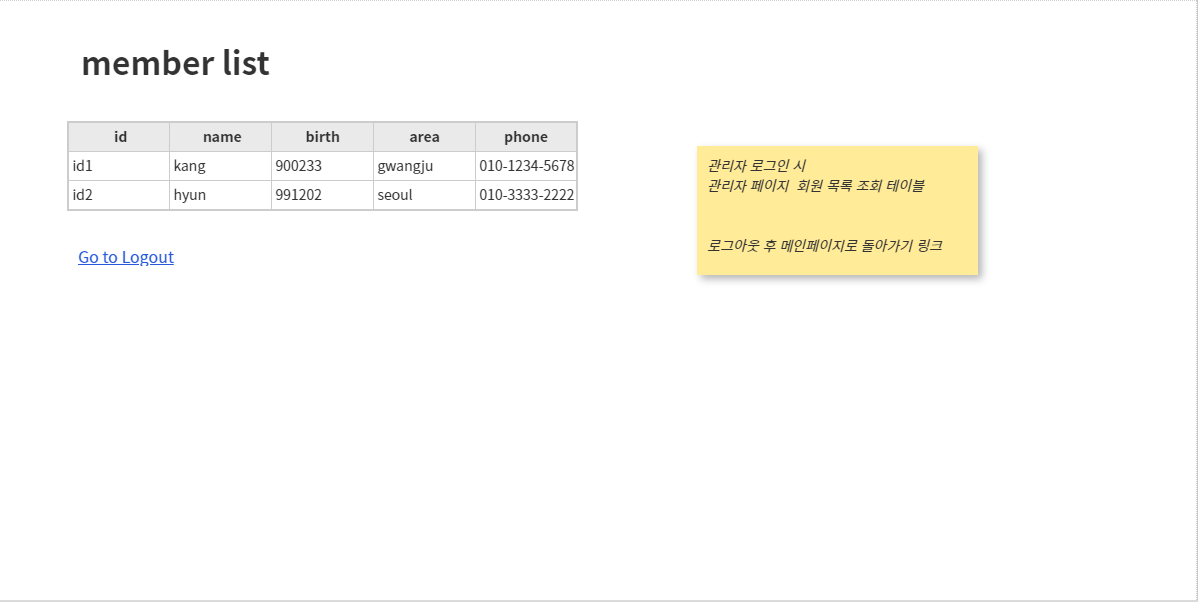 member list
id name birth area phone
id1 kang 900233 gwangju 010-1234-5678
id2 hyun 991202 seoul 010-3333-2222
Go to Logout
관리자 로그인 시
관리자 페이지  회원 목록 조회 테이블
로그아웃 후 메인페이지로 돌아가기 링크